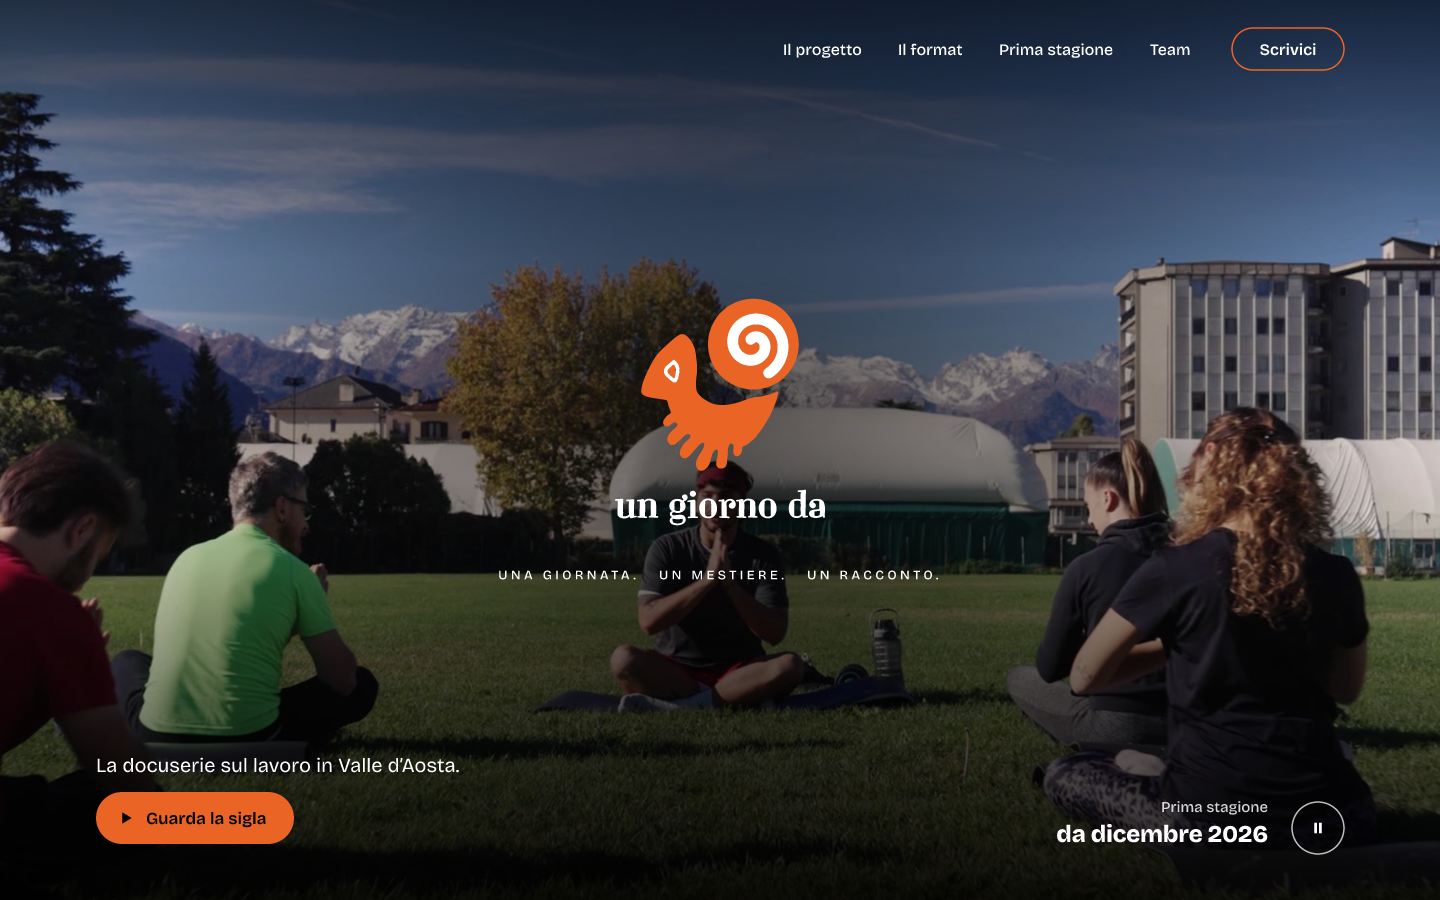 Il progetto
Il format
Prima stagione
Team
Scrivici
un giorno da
UNA GIORNATA. UN MESTIERE. UN RACCONTO.
La docuserie sul lavoro in Valle d’Aosta.
Guarda la sigla
Prima stagione
da dicembre 2026